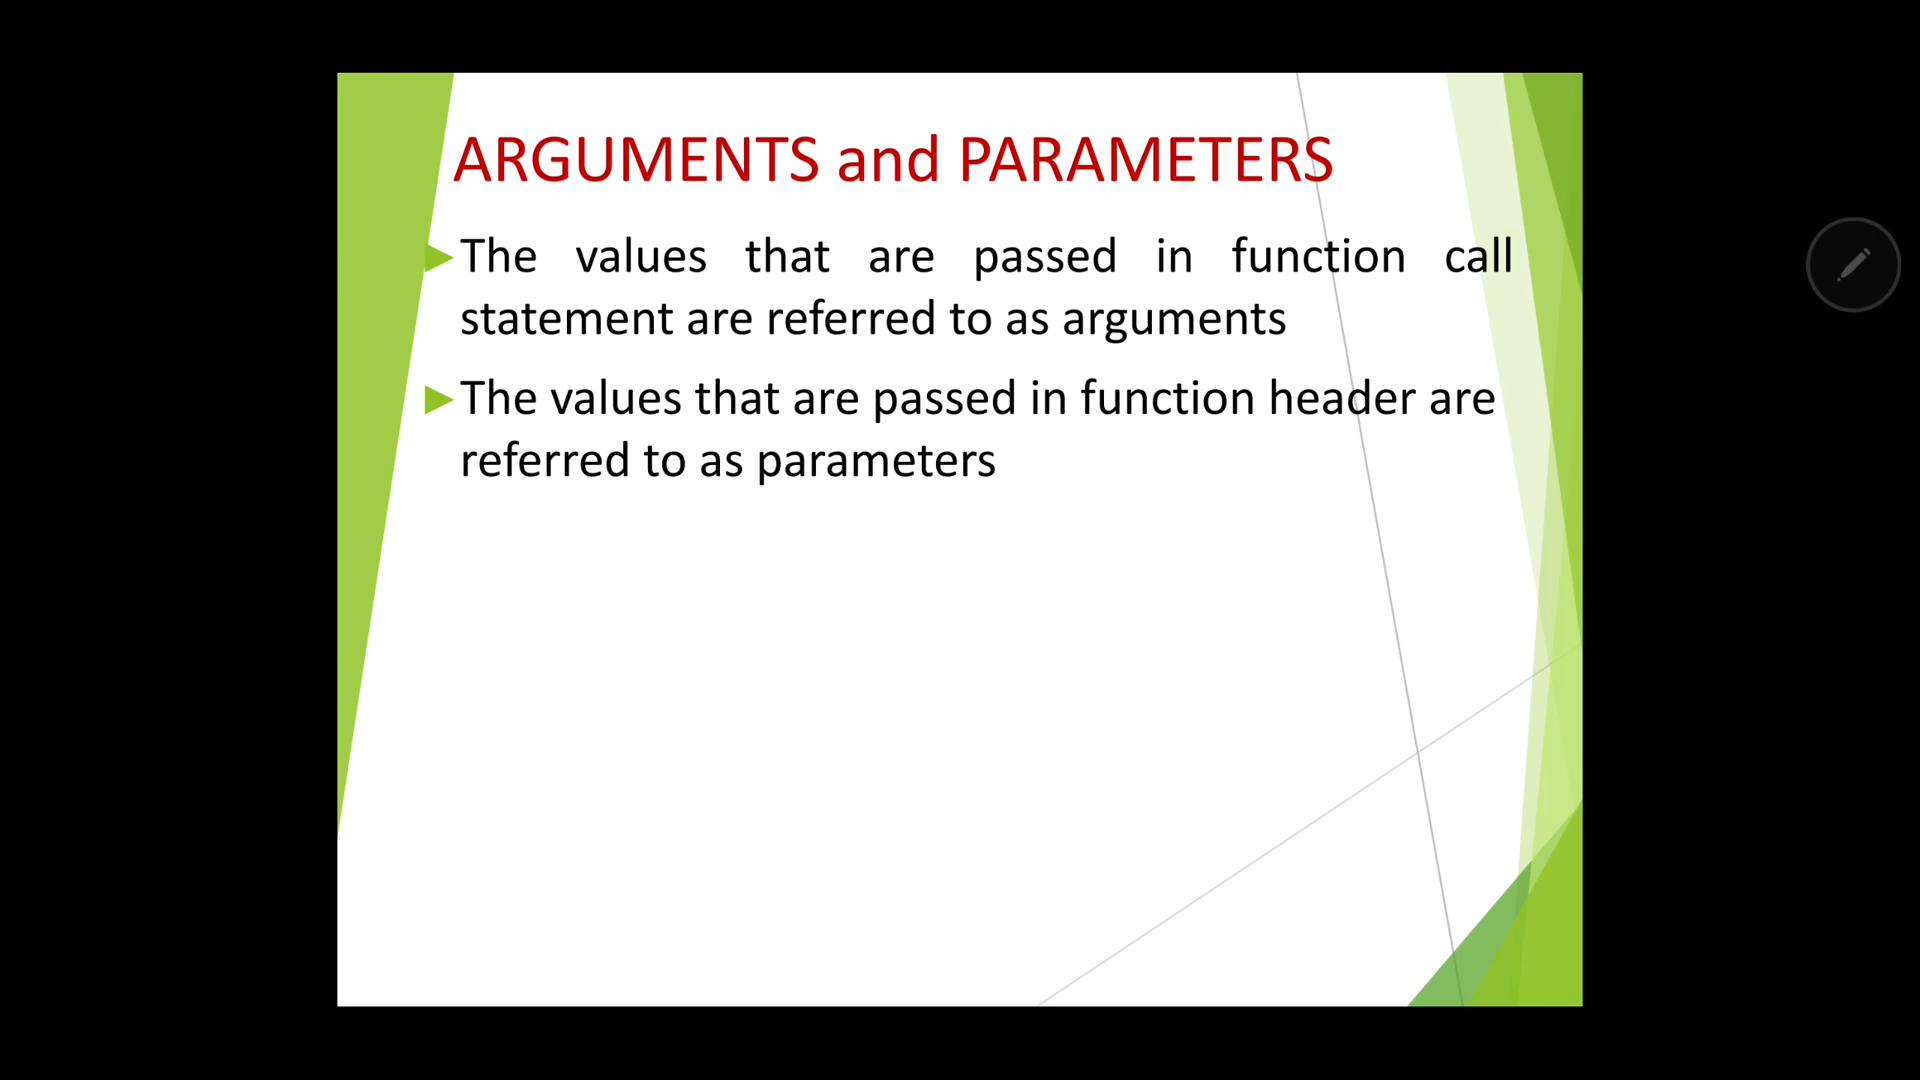 ARGUMENTS and PARAMETERS
The values that are passed in function call
statement are referred to as arguments
The values that are passed in function header are
referred to as parameters